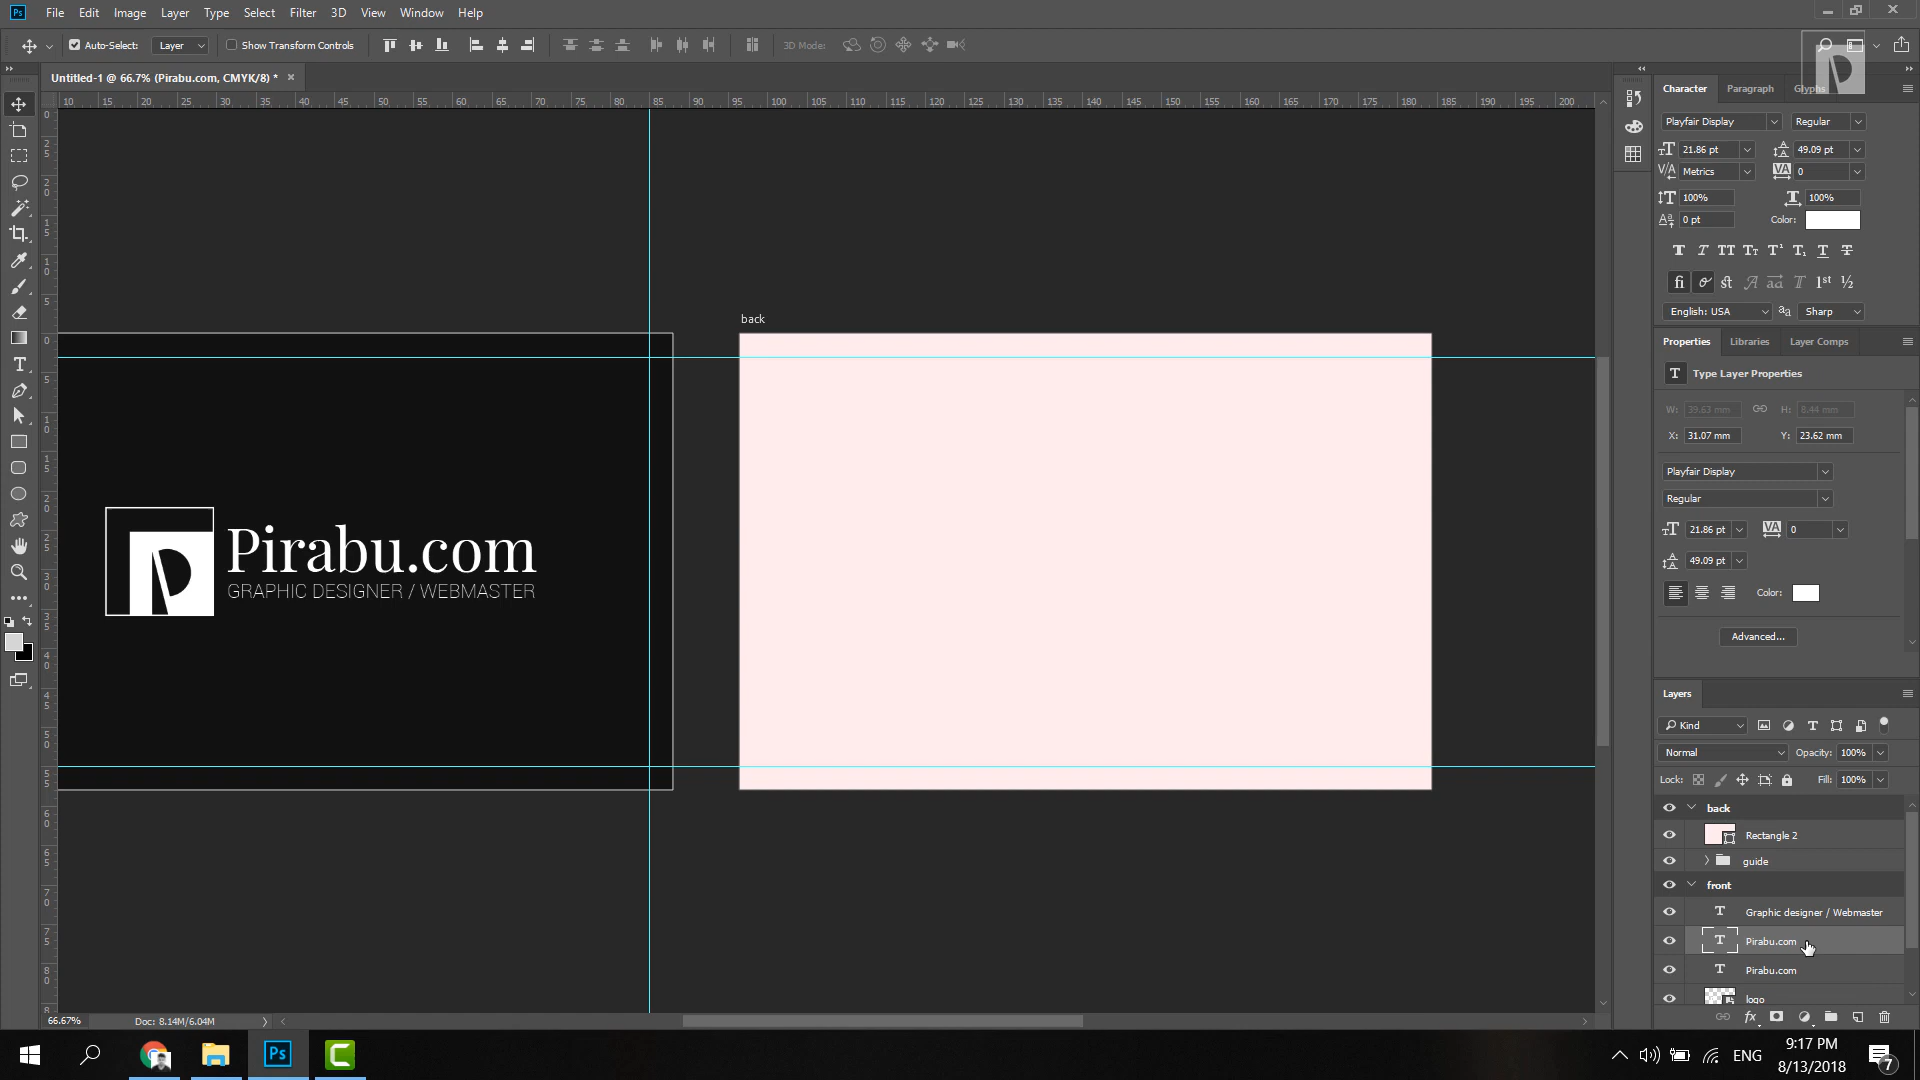 Ps File Edit Image Layer Type Select Filter 3D View Window Help
Auto-Select: Layer Show Transform Controls 3D Mode:
Untitled-1 @ 66.7% (Pirabu.com, CMYK/8) *
10 15 20 25 30 35 40 45 50 55 60 65 70 75 80 85 90 95 100 105 110 115 120 125 130 135 140 145 150 155 160 165 170 175 180 185 190 195 200
back
Pirabu.com
GRAPHIC DESIGNER / WEBMASTER
Character Paragraph Glyphs
Playfair Display Regular
21.86 pt 49.09 pt
Metrics 0
100% 100%
0 pt Color:
English: USA Sharp
Properties Libraries Layer Comps
Type Layer Properties
W: 39.63 mm H: 8.44 mm
X: 31.07 mm Y: 23.62 mm
Playfair Display
Regular
21.86 pt 0
49.09 pt
Color:
Advanced...
Layers
Kind
Normal Opacity: 100%
Lock: Fill: 100%
back
Rectangle 2
guide
front
Graphic designer / Webmaster
Pirabu.com
Pirabu.com
logo
66.67% Doc: 8.14M/6.04M
Ps
ENG
9:17 PM
8/13/2018
7